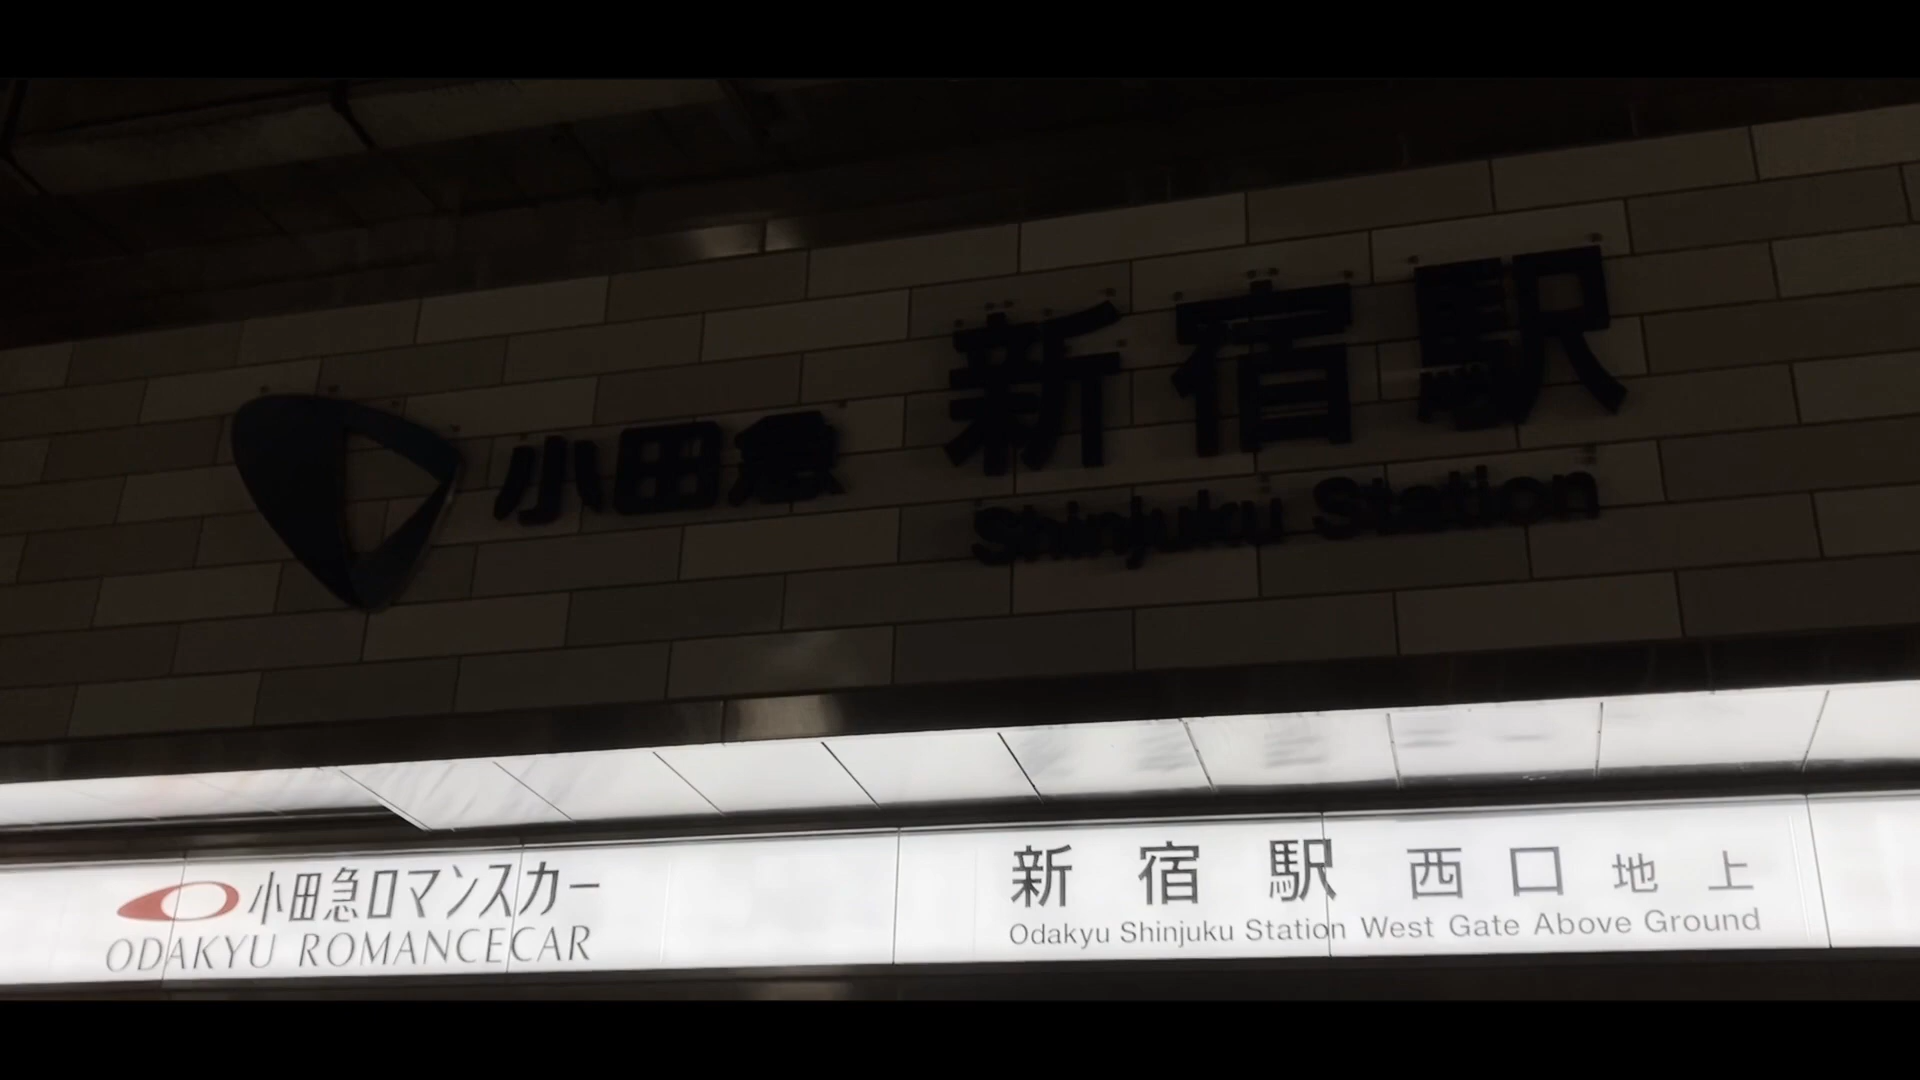 小田急 新宿駅
Shinjuku Station
小田急ロマンスカー
ODAKYU ROMANCECAR
新宿駅 西口 地上
Odakyu Shinjuku Station West Gate Above Ground